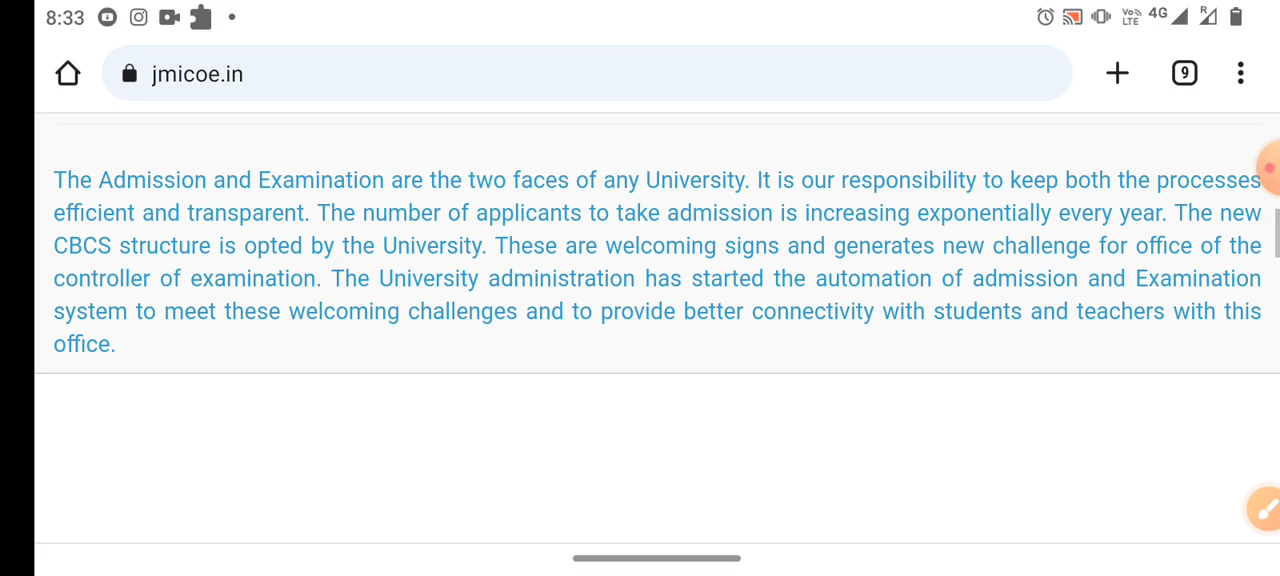 8:33
VoD LTE 4G R
jmicoe.in
9
The Admission and Examination are the two faces of any University. It is our responsibility to keep both the processes
efficient and transparent. The number of applicants to take admission is increasing exponentially every year. The new
CBCS structure is opted by the University. These are welcoming signs and generates new challenge for office of the
controller of examination. The University administration has started the automation of admission and Examination
system to meet these welcoming challenges and to provide better connectivity with students and teachers with this
office.